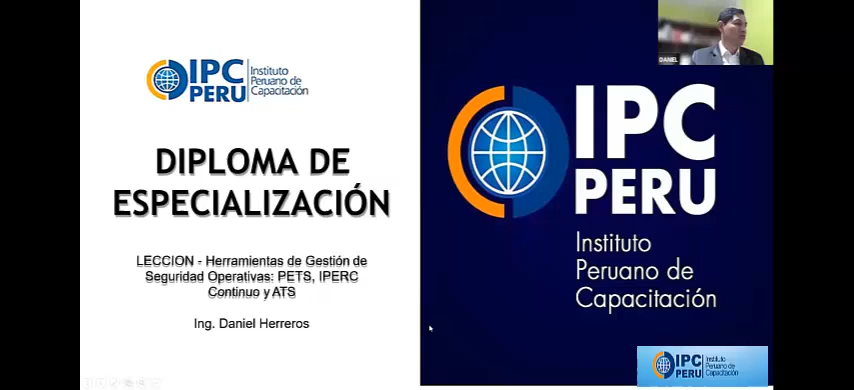 IPC
PERU
Instituto
Peruano de
Capacitación
DIPLOMA DE
ESPECIALIZACIÓN
LECCION - Herramientas de Gestión de
Seguridad Operativas: PETS, IPERC
Continuo y ATS
Ing. Daniel Herreros
IPC
PERU
Instituto
Peruano de
Capacitación
DANIEL
IPC
PERU
Instituto
Peruano de
Capacitación